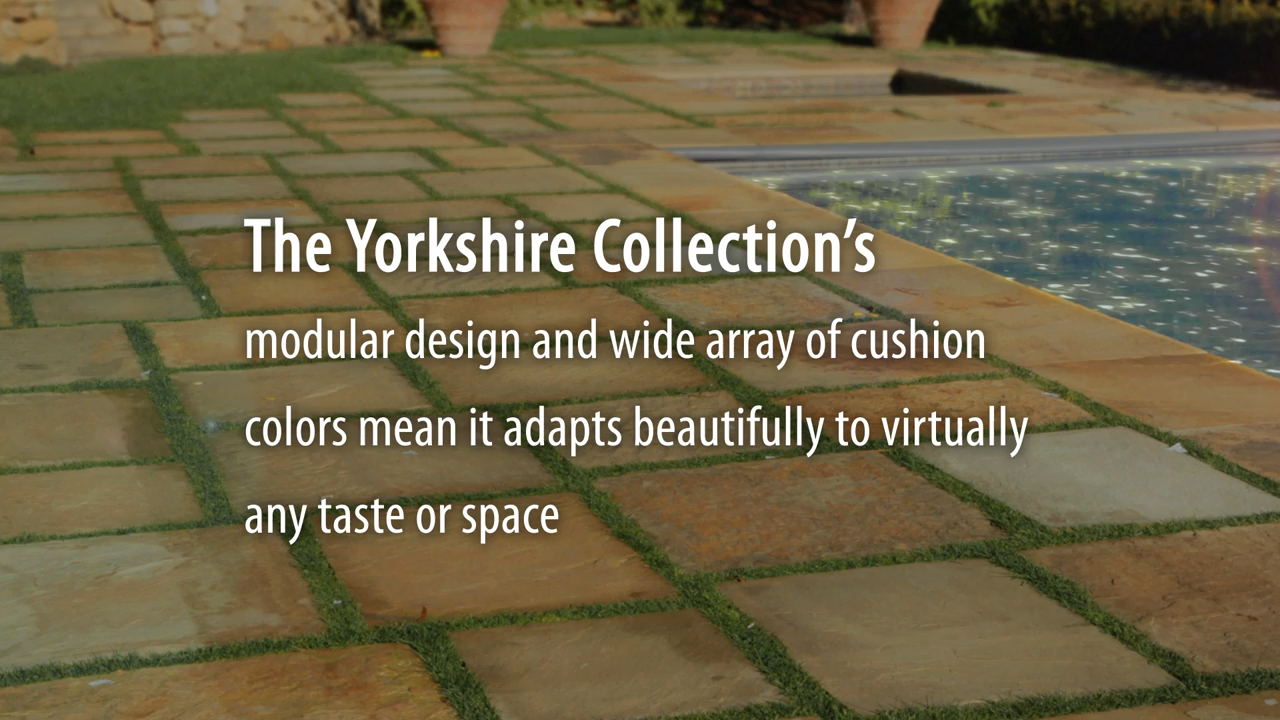 The Yorkshire Collection’s
modular design and wide array of cushion
colors mean it adapts beautifully to virtually
any taste or space